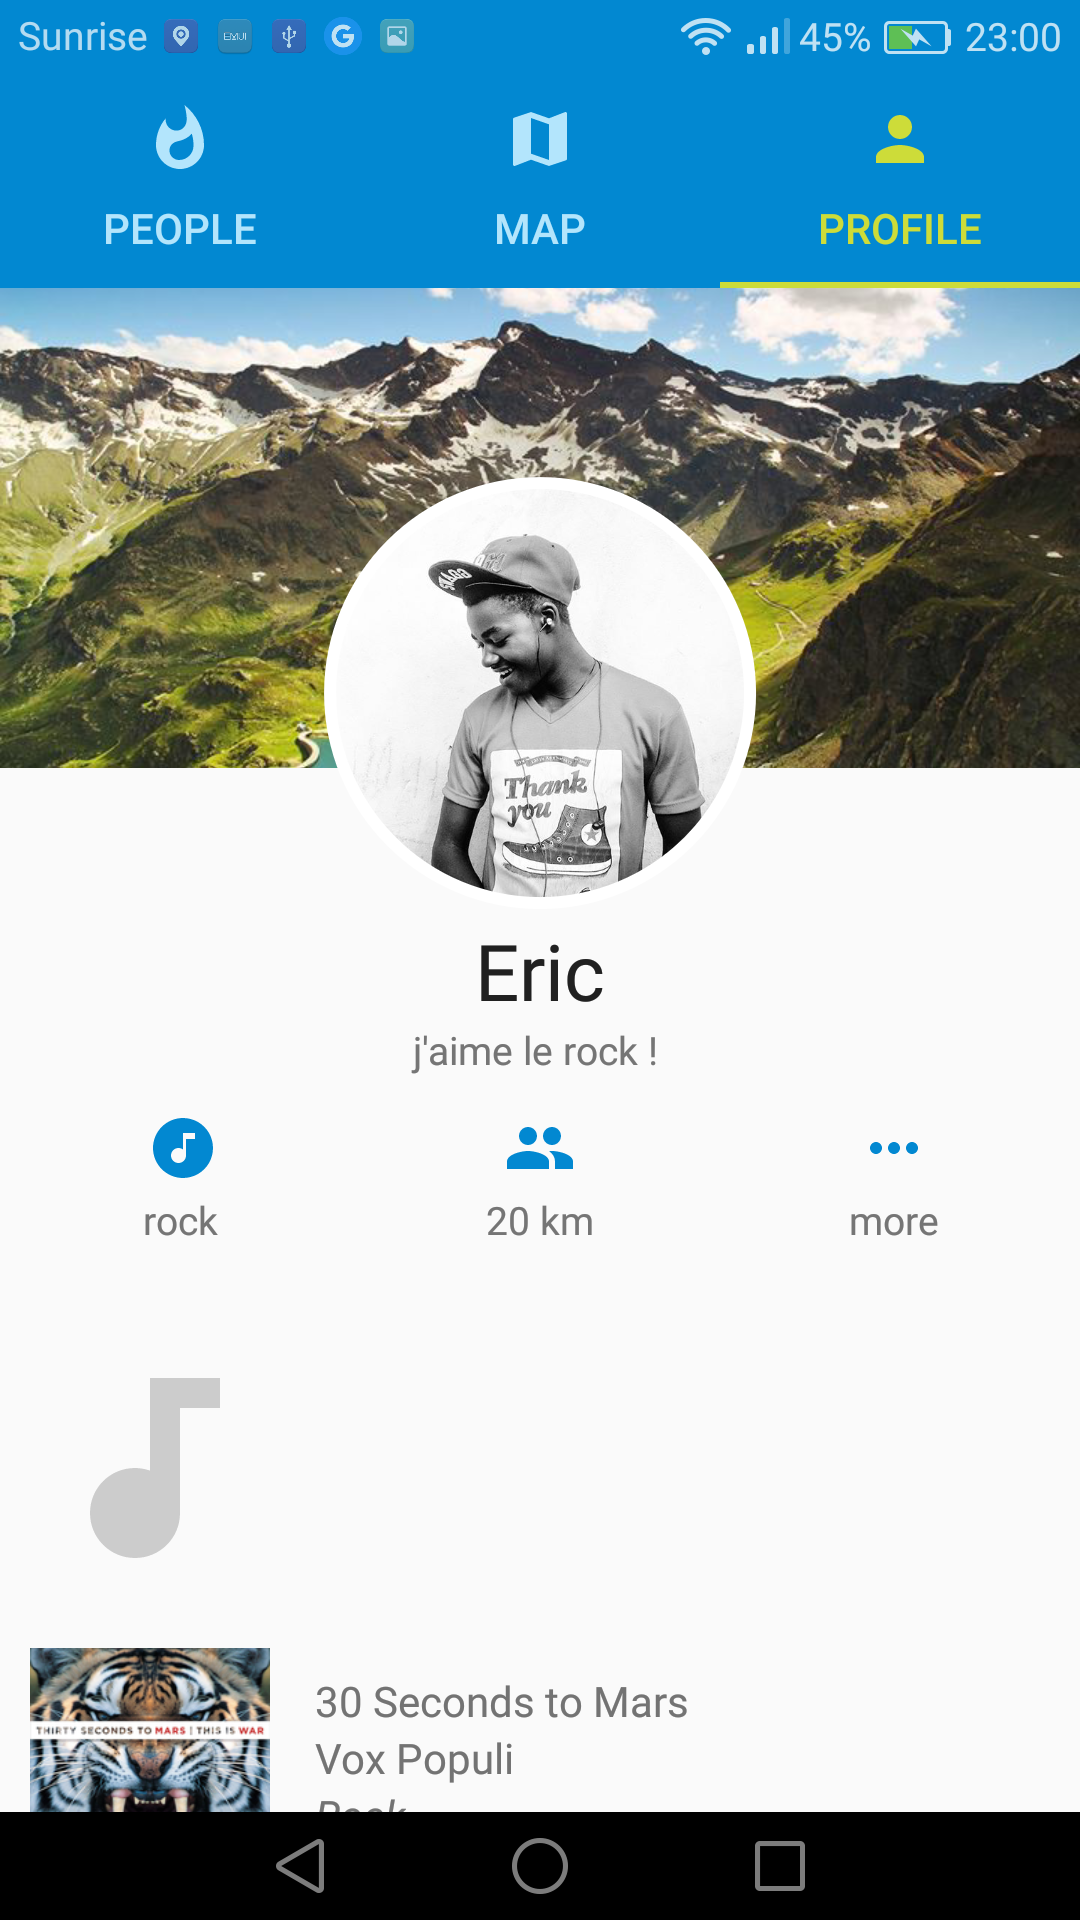 Sunrise EMUI 45% 23:00
PEOPLE MAP PROFILE
Thank
you
Eric
j'aime le rock !
rock 20 km more
THIRTY SECONDS TO MARS | THIS IS WAR
30 Seconds to Mars
Vox Populi
Rock